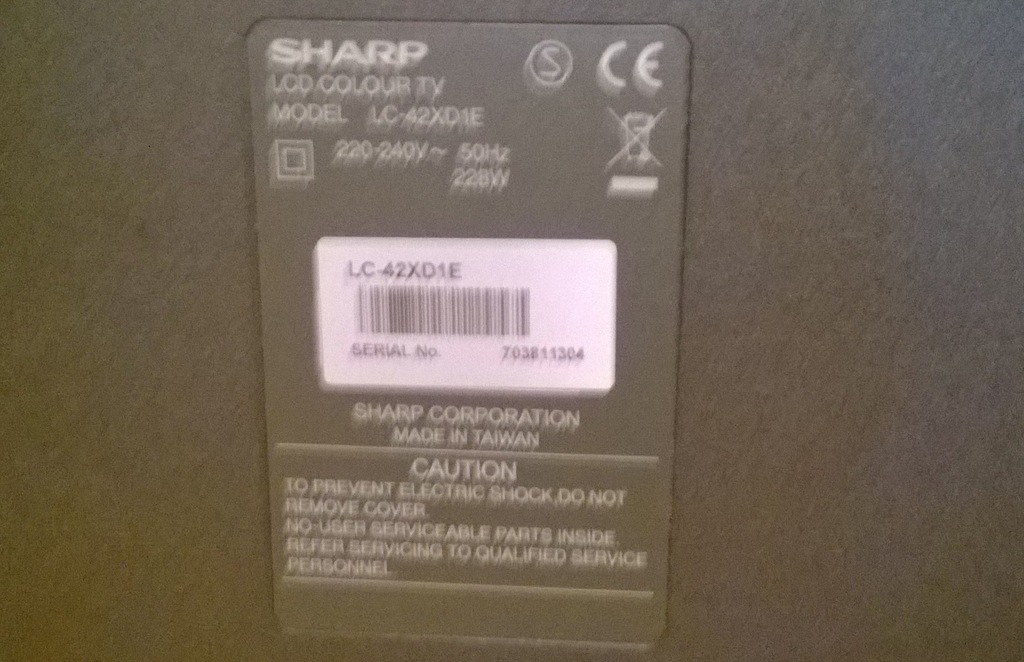 SHARP
LCD COLOUR TV
MODEL LC-42XD1E
220-240V~ 50Hz
228W
LC-42XD1E
SERIAL No. 703811304
SHARP CORPORATION
MADE IN TAIWAN
CAUTION
TO PREVENT ELECTRIC SHOCK,DO NOT
REMOVE COVER.
NO-USER SERVICEABLE PARTS INSIDE.
REFER SERVICING TO QUALIFIED SERVICE
PERSONNEL.